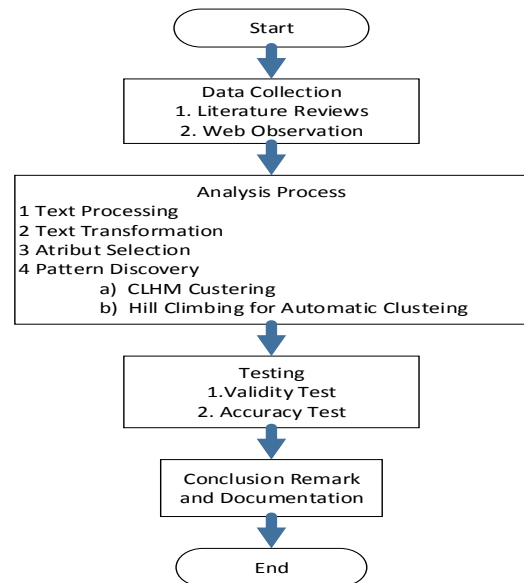 Start
Data Collection
1. Literature Reviews
2. Web Observation
Analysis Process
1 Text Processing
2 Text Transformation
3 Atribut Selection
4 Pattern Discovery
a) CLHM Custering
b) Hill Climbing for Automatic Clusteing
Testing
1.Validity Test
2. Accuracy Test
Conclusion Remark
and Documentation
End